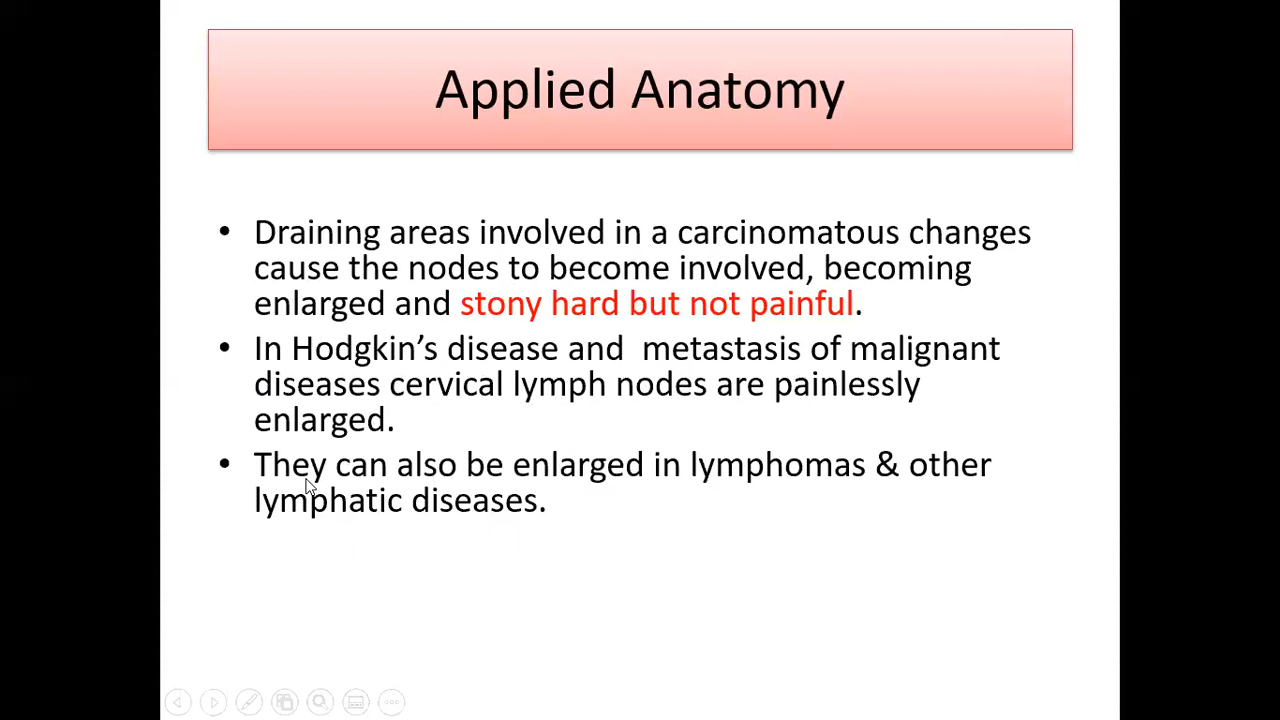 Applied Anatomy
• Draining areas involved in a carcinomatous changes
cause the nodes to become involved, becoming
enlarged and stony hard but not painful.
• In Hodgkin’s disease and  metastasis of malignant
diseases cervical lymph nodes are painlessly
enlarged.
• They can also be enlarged in lymphomas & other
lymphatic diseases.